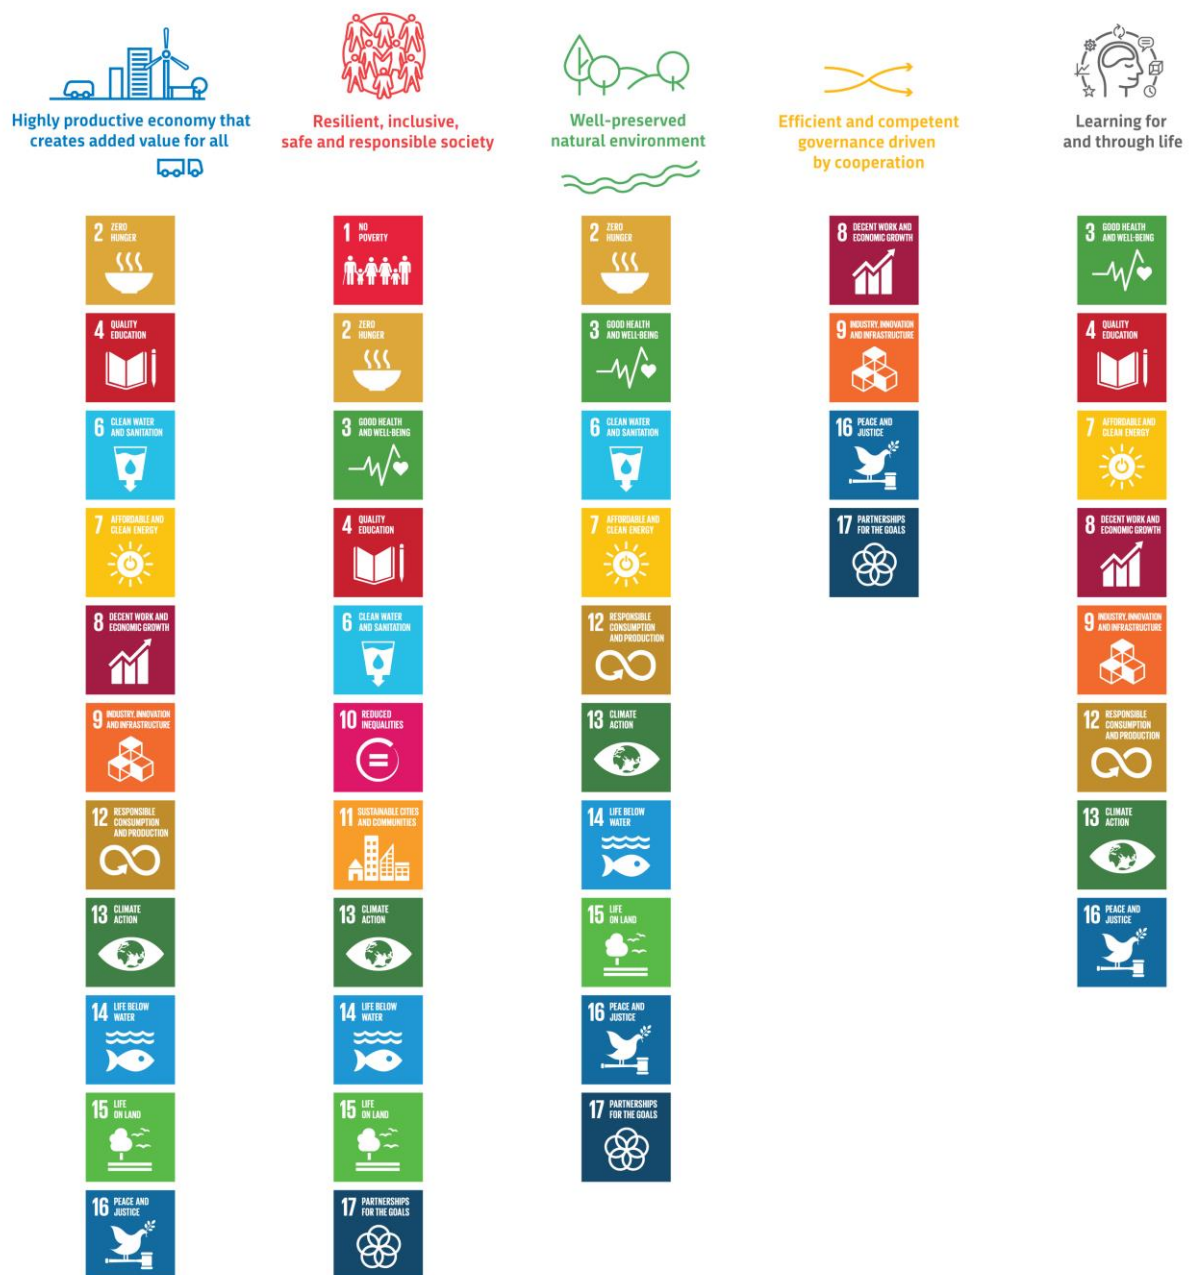 Highly productive economy that
creates added value for all
Resilient, inclusive,
safe and responsible society
Well-preserved
natural environment
Efficient and competent
governance driven
by cooperation
Learning for
and through life
2 ZERO
HUNGER
4 QUALITY
EDUCATION
6 CLEAN WATER
AND SANITATION
7 AFFORDABLE AND
CLEAN ENERGY
8 DECENT WORK AND
ECONOMIC GROWTH
9 INDUSTRY, INNOVATION
AND INFRASTRUCTURE
12 RESPONSIBLE
CONSUMPTION
AND PRODUCTION
13 CLIMATE
ACTION
14 LIFE BELOW
WATER
15 LIFE
ON LAND
16 PEACE AND
JUSTICE
1 NO
POVERTY
2 ZERO
HUNGER
3 GOOD HEALTH
AND WELL-BEING
4 QUALITY
EDUCATION
6 CLEAN WATER
AND SANITATION
10 REDUCED
INEQUALITIES
11 SUSTAINABLE CITIES
AND COMMUNITIES
13 CLIMATE
ACTION
14 LIFE BELOW
WATER
15 LIFE
ON LAND
17 PARTNERSHIPS
FOR THE GOALS
2 ZERO
HUNGER
3 GOOD HEALTH
AND WELL-BEING
6 CLEAN WATER
AND SANITATION
7 AFFORDABLE AND
CLEAN ENERGY
12 RESPONSIBLE
CONSUMPTION
AND PRODUCTION
13 CLIMATE
ACTION
14 LIFE BELOW
WATER
15 LIFE
ON LAND
16 PEACE AND
JUSTICE
17 PARTNERSHIPS
FOR THE GOALS
8 DECENT WORK AND
ECONOMIC GROWTH
9 INDUSTRY, INNOVATION
AND INFRASTRUCTURE
16 PEACE AND
JUSTICE
17 PARTNERSHIPS
FOR THE GOALS
3 GOOD HEALTH
AND WELL-BEING
4 QUALITY
EDUCATION
7 AFFORDABLE AND
CLEAN ENERGY
8 DECENT WORK AND
ECONOMIC GROWTH
9 INDUSTRY, INNOVATION
AND INFRASTRUCTURE
12 RESPONSIBLE
CONSUMPTION
AND PRODUCTION
13 CLIMATE
ACTION
16 PEACE AND
JUSTICE